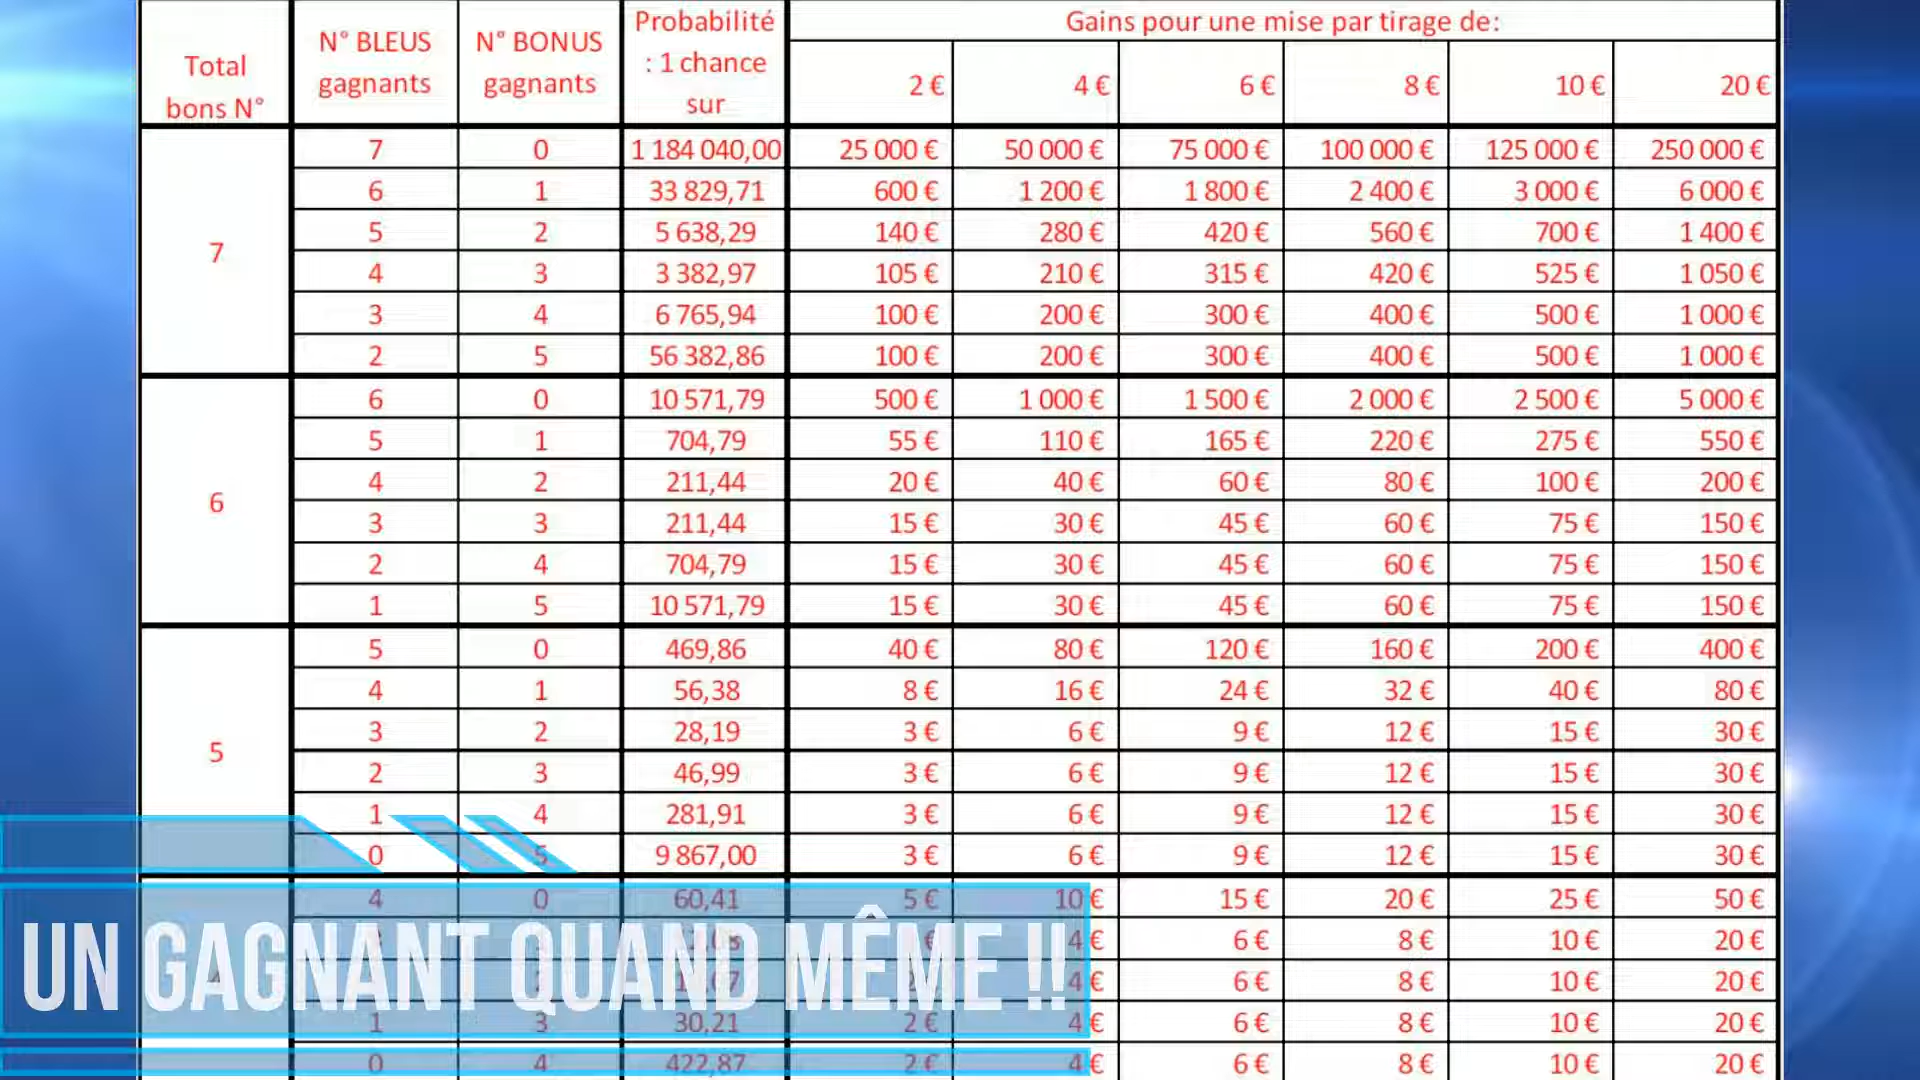 Total bons N° | N° BLEUS gagnants | N° BONUS gagnants | Probabilité : 1 chance sur | Gains pour une mise par tirage de:
2 € | 4 € | 6 € | 8 € | 10 € | 20 €
7 | 0 | 1 184 040,00 | 25 000 € | 50 000 € | 75 000 € | 100 000 € | 125 000 € | 250 000 €
6 | 1 | 33 829,71 | 600 € | 1 200 € | 1 800 € | 2 400 € | 3 000 € | 6 000 €
7 | 5 | 2 | 5 638,29 | 140 € | 280 € | 420 € | 560 € | 700 € | 1 400 €
4 | 3 | 3 382,97 | 105 € | 210 € | 315 € | 420 € | 525 € | 1 050 €
3 | 4 | 6 765,94 | 100 € | 200 € | 300 € | 400 € | 500 € | 1 000 €
2 | 5 | 56 382,86 | 100 € | 200 € | 300 € | 400 € | 500 € | 1 000 €
6 | 0 | 10 571,79 | 500 € | 1 000 € | 1 500 € | 2 000 € | 2 500 € | 5 000 €
5 | 1 | 704,79 | 55 € | 110 € | 165 € | 220 € | 275 € | 550 €
6 | 4 | 2 | 211,44 | 20 € | 40 € | 60 € | 80 € | 100 € | 200 €
3 | 3 | 211,44 | 15 € | 30 € | 45 € | 60 € | 75 € | 150 €
2 | 4 | 704,79 | 15 € | 30 € | 45 € | 60 € | 75 € | 150 €
1 | 5 | 10 571,79 | 15 € | 30 € | 45 € | 60 € | 75 € | 150 €
5 | 0 | 469,86 | 40 € | 80 € | 120 € | 160 € | 200 € | 400 €
4 | 1 | 56,38 | 8 € | 16 € | 24 € | 32 € | 40 € | 80 €
5 | 3 | 2 | 28,19 | 3 € | 6 € | 9 € | 12 € | 15 € | 30 €
2 | 3 | 46,99 | 3 € | 6 € | 9 € | 12 € | 15 € | 30 €
1 | 4 | 281,91 | 3 € | 6 € | 9 € | 12 € | 15 € | 30 €
0 | 5 | 9 867,00 | 3 € | 6 € | 9 € | 12 € | 15 € | 30 €
4 | 0 | 60,41 | 5 € | 10 € | 15 € | 20 € | 25 € | 50 €
4 € | 6 € | 8 € | 10 € | 20 €
4 € | 6 € | 8 € | 10 € | 20 €
1 | 3 | 30,21 | 2 € | 4 € | 6 € | 8 € | 10 € | 20 €
0 | 4 | 422,87 | 2 € | 4 € | 6 € | 8 € | 10 € | 20 €
UN GAGNANT QUAND MÊME !!